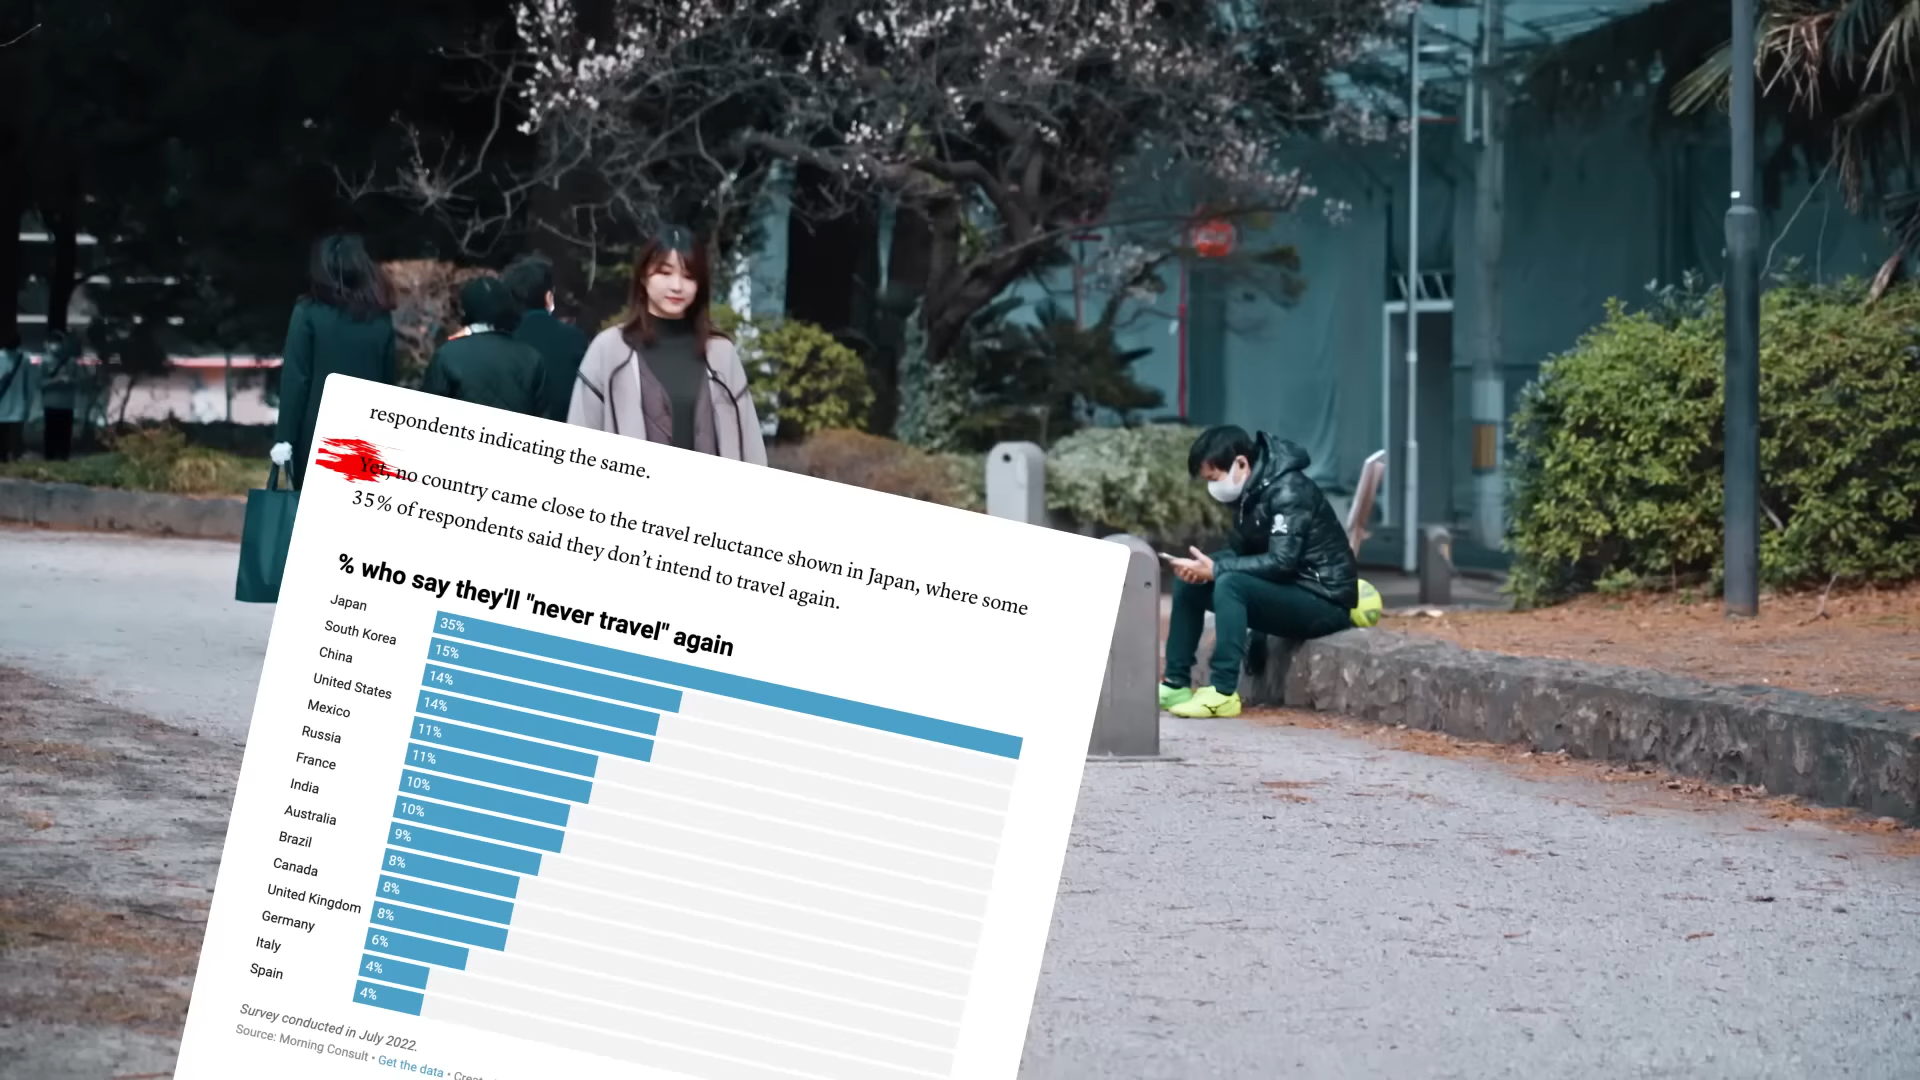 respondents indicating the same.
Yet, no country came close to the travel reluctance shown in Japan, where some
35% of respondents said they don't intend to travel again.
% who say they'll "never travel" again
Japan 35%
South Korea 15%
China 14%
United States 14%
Mexico 11%
Russia 11%
France 10%
India 10%
Australia 9%
Brazil 8%
Canada 8%
United Kingdom 8%
Germany 6%
Italy 4%
Spain 4%
Survey conducted in July 2022.
Source: Morning Consult • Get the data •